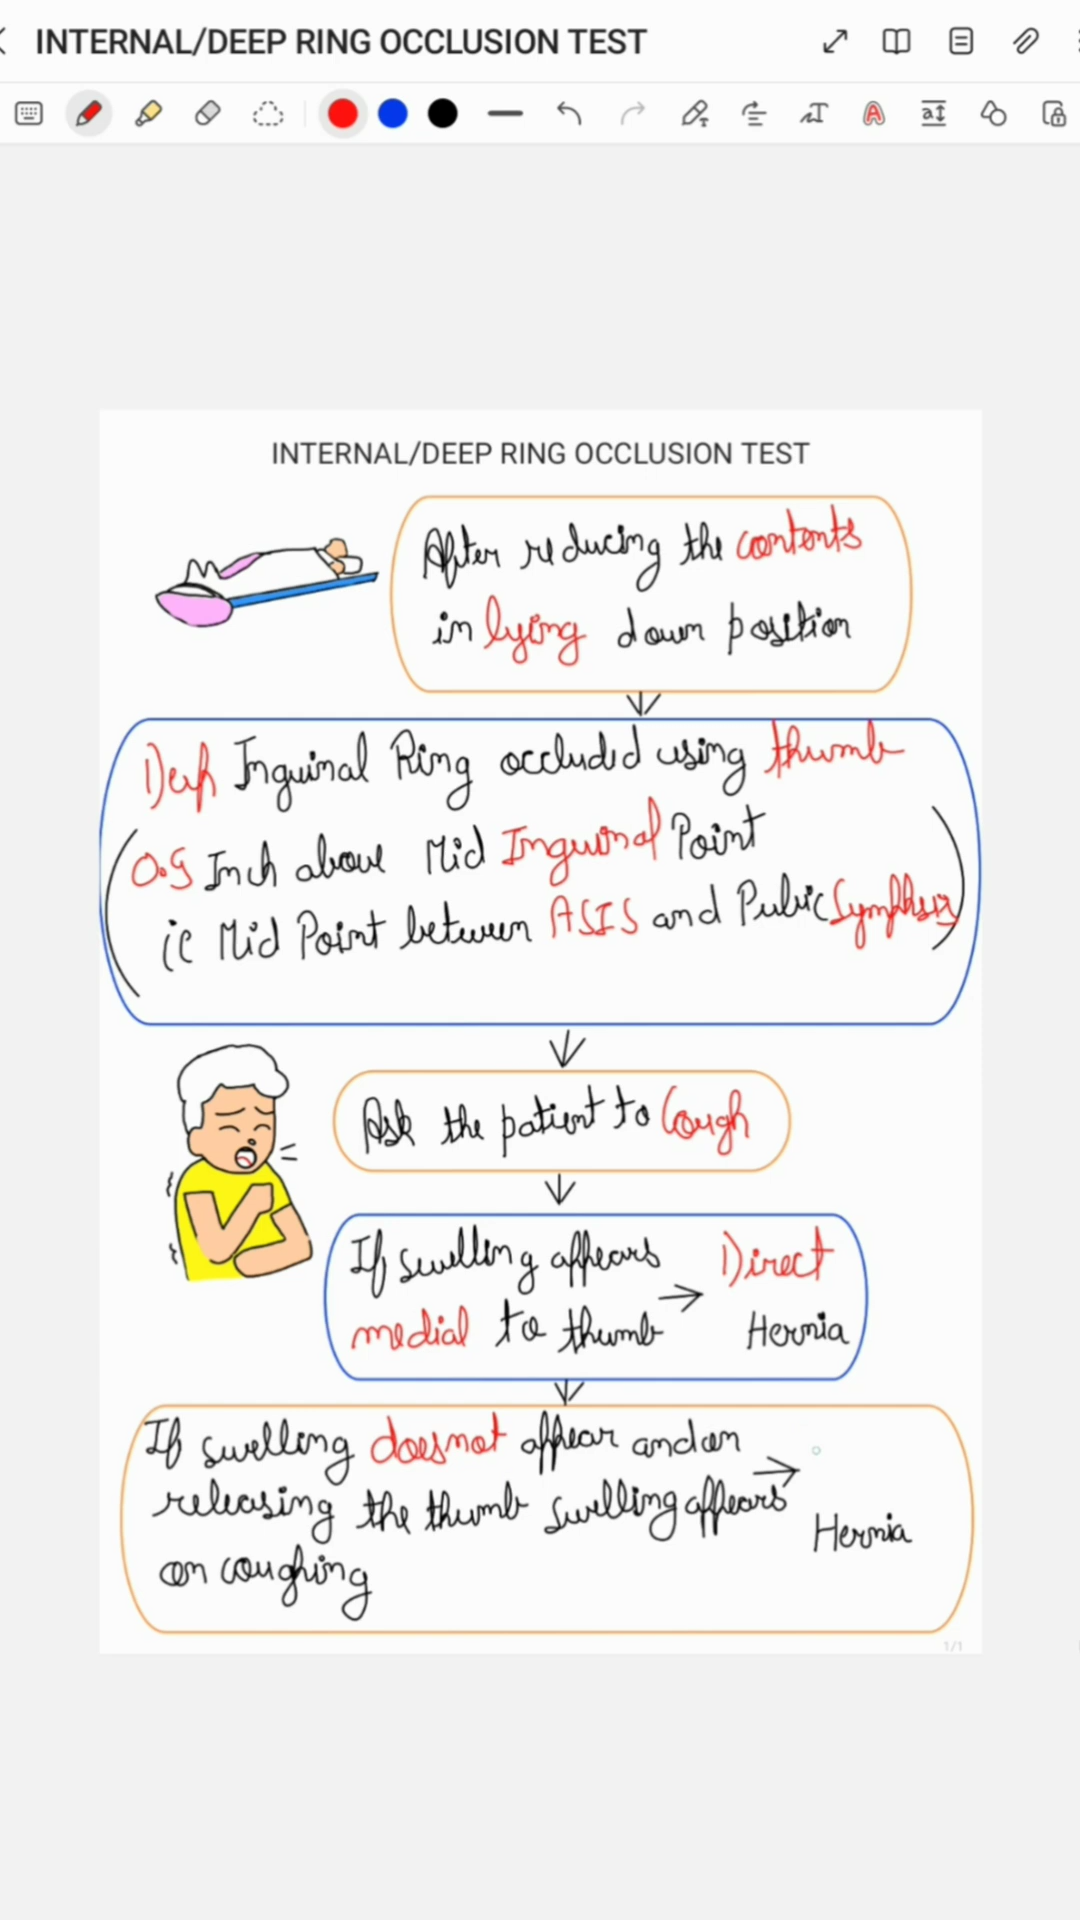 INTERNAL/DEEP RING OCCLUSION TEST
INTERNAL/DEEP RING OCCLUSION TEST
After reducing the contents
in lying down position
Deep Inguinal Ring occluded using thumb
(0.5 Inch above Mid Inguinal Point
ie Mid Point between ASIS and Pubic Symphysis)
Ask the patient to Cough
If swelling appears
medial to thumb → Direct
Hernia
If swelling doesnot appear and on
releasing the thumb swelling appears →
on coughing
Hernia
1/1